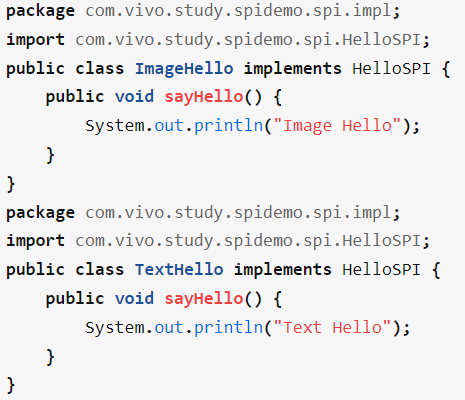 package com.vivo.study.spidemo.spi.impl;
import com.vivo.study.spidemo.spi.HelloSPI;
public class ImageHello implements HelloSPI {
    public void sayHello() {
        System.out.println("Image Hello");
    }
}
package com.vivo.study.spidemo.spi.impl;
import com.vivo.study.spidemo.spi.HelloSPI;
public class TextHello implements HelloSPI {
    public void sayHello() {
        System.out.println("Text Hello");
    }
}